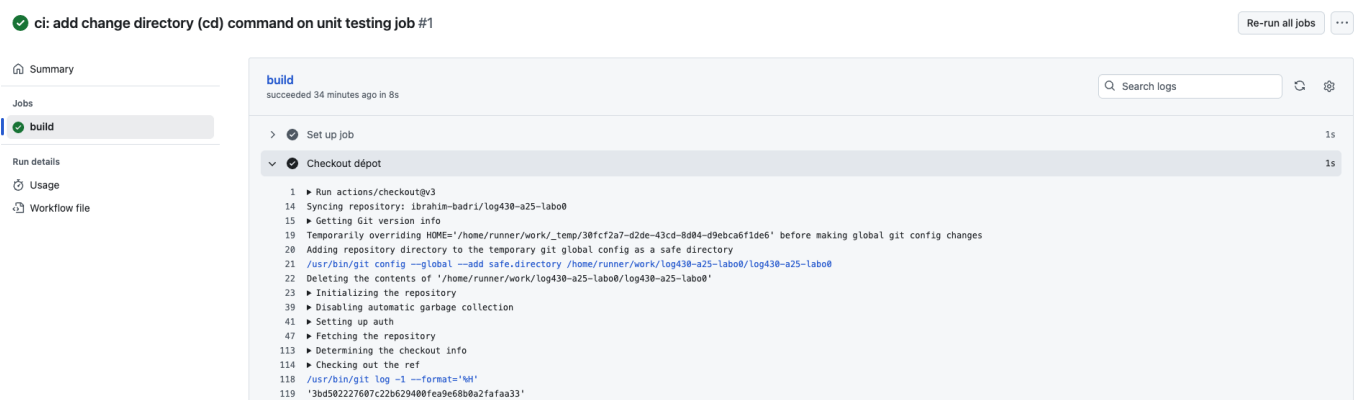 ci: add change directory (cd) command on unit testing job #1
Re-run all jobs
...
Summary
Jobs
build
Run details
Usage
Workflow file
build
succeeded 34 minutes ago in 8s
Search logs
Set up job 1s
Checkout dépot 1s
1 Run actions/checkout@v3
14 Syncing repository: ibrahim-badri/log430-a25-labo0
15 Getting Git version info
19 Temporarily overriding HOME='/home/runner/work/_temp/30fcf2a7-d2de-43cd-8d04-d9ebca6f1de6' before making global git config changes
20 Adding repository directory to the temporary git global config as a safe directory
21 /usr/bin/git config --global --add safe.directory /home/runner/work/log430-a25-labo0/log430-a25-labo0
22 Deleting the contents of '/home/runner/work/log430-a25-labo0/log430-a25-labo0'
23 Initializing the repository
39 Disabling automatic garbage collection
41 Setting up auth
47 Fetching the repository
113 Determining the checkout info
114 Checking out the ref
118 /usr/bin/git log -1 --format='%H'
119 '3bd502227607c22b629400fea9e68b0a2fafaa33'